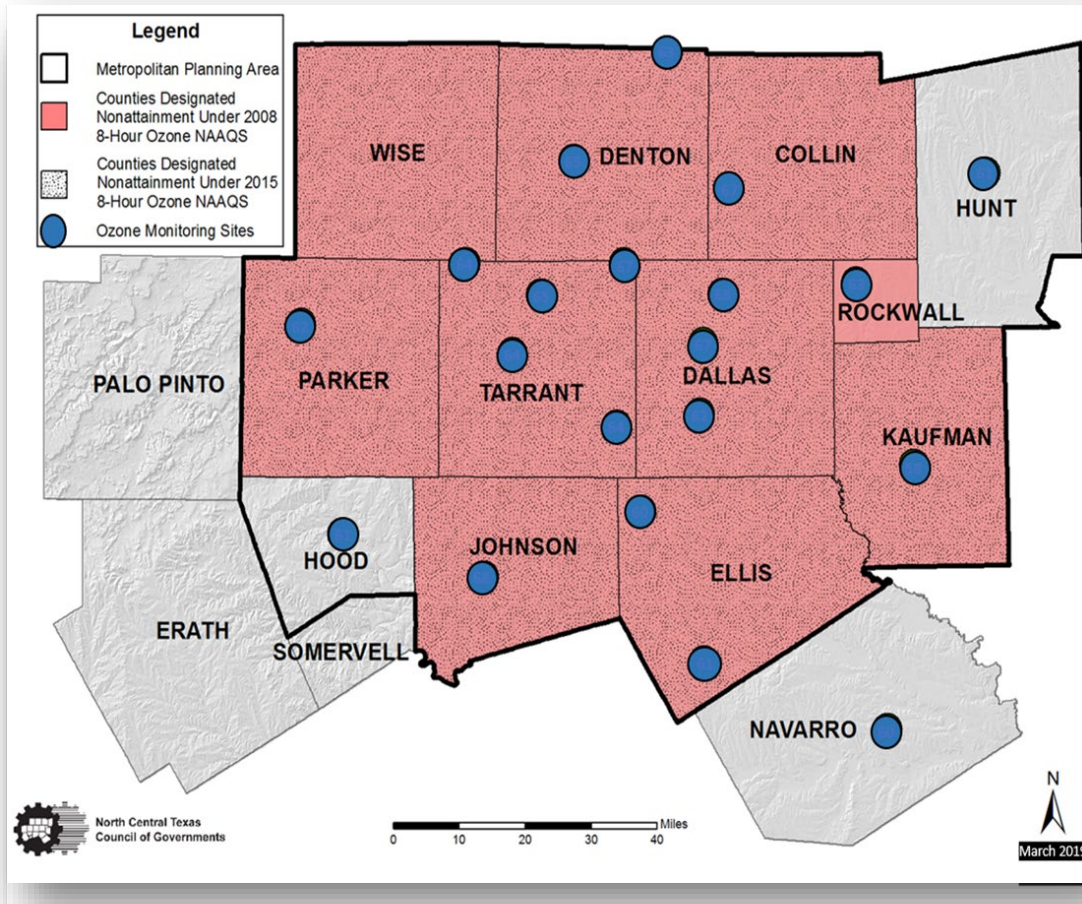 Legend
Metropolitan Planning Area
Counties Designated
Nonattainment Under 2008
8-Hour Ozone NAAQS
Counties Designated
Nonattainment Under 2015
8-Hour Ozone NAAQS
Ozone Monitoring Sites
WISE
DENTON
COLLIN
HUNT
ROCKWALL
PALO PINTO
PARKER
TARRANT
DALLAS
KAUFMAN
HOOD
JOHNSON
ELLIS
ERATH
SOMERVELL
NAVARRO
North Central Texas
Council of Governments
0 10 20 30 40 Miles
N
March 2019